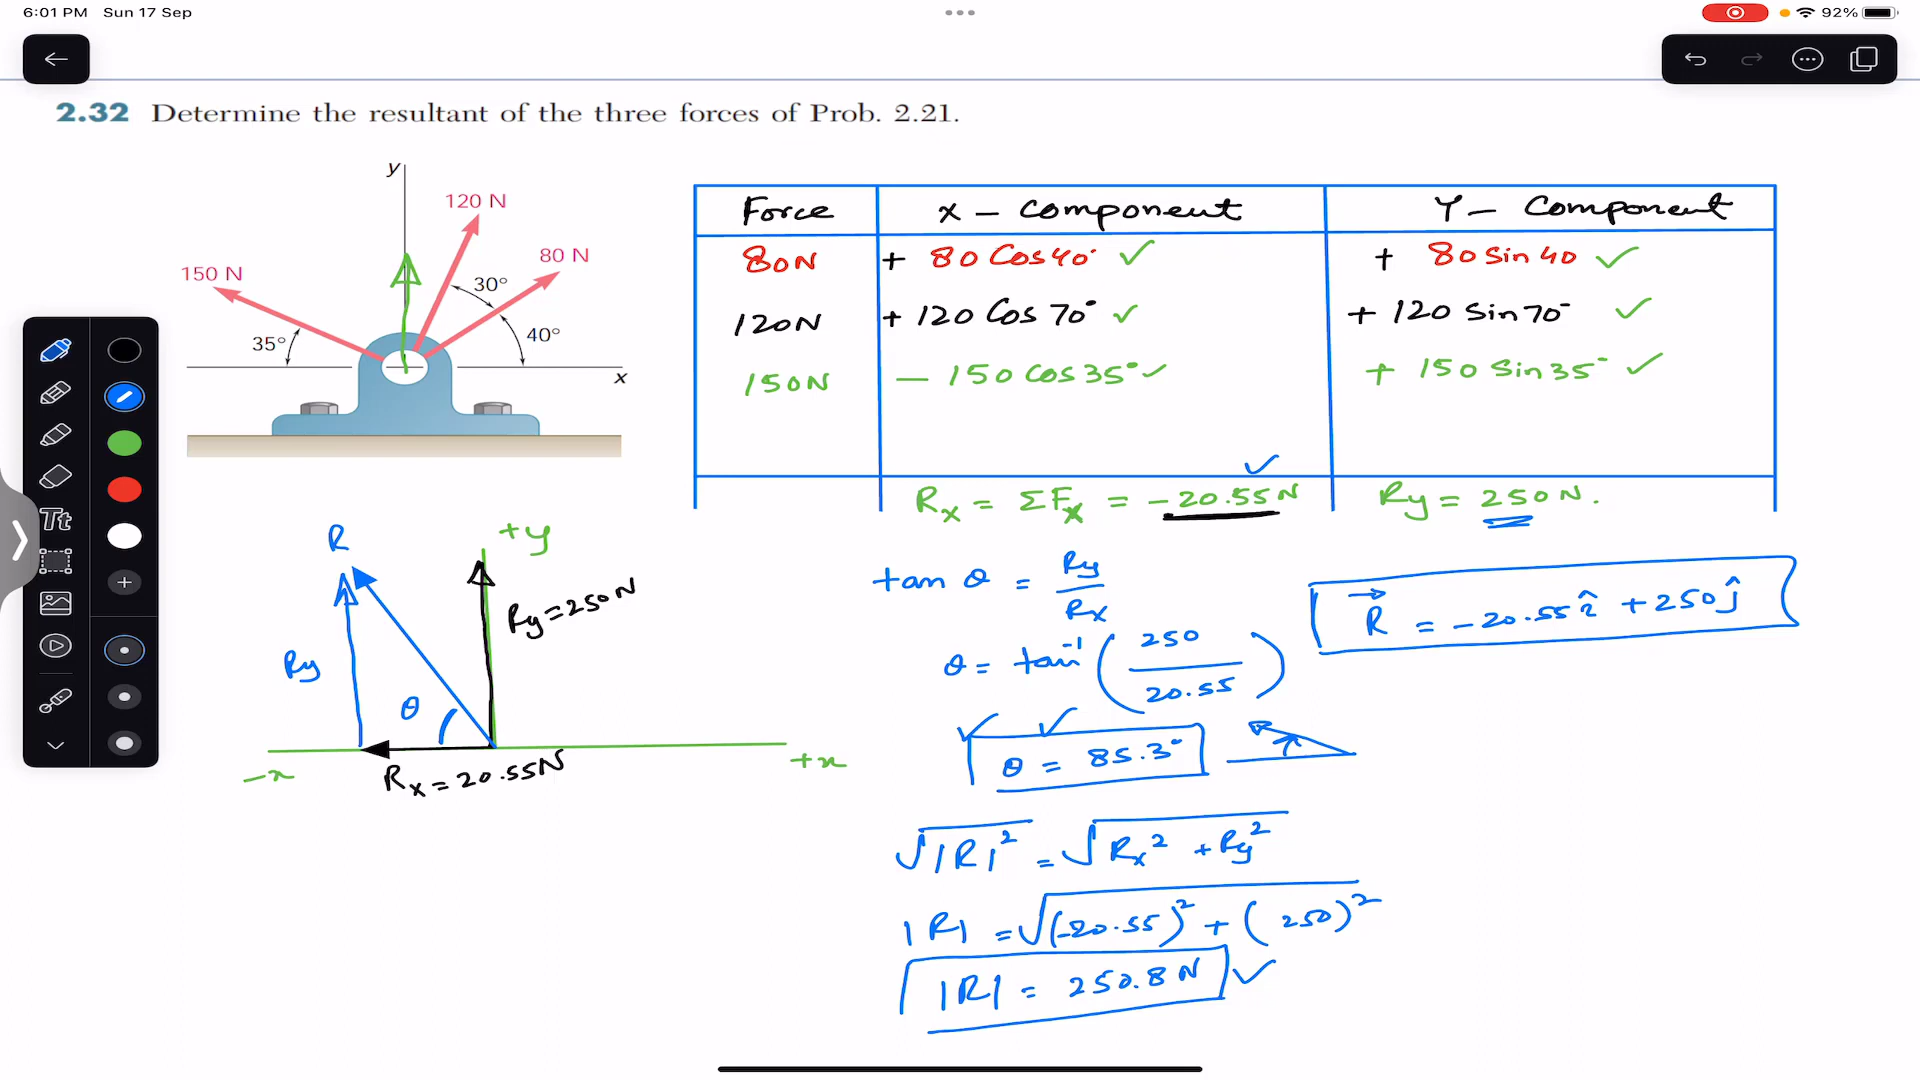 6:01 PM Sun 17 Sep
92%
2.32 Determine the resultant of the three forces of Prob. 2.21.
y
120 N
80 N
150 N
30°
35°
40°
x
Force X - Component Y - Component
80N + 80 Cos40° ✓ + 80 Sin 40 ✓
120N + 120 Cos 70° ✓ + 120 Sin 70° ✓
150N - 150 Cos 35° ✓ + 150 Sin 35° ✓
✓
Rx = ΣFx = -20.55N Ry = 250N.
Tt
R
+y
Ry = 250N
Ry
θ
-x
Rx = 20.55N
+x
tan θ = Ry / Rx
R⃗ = -20.55 î + 250 ĵ
θ = tan⁻¹ ( 250 / 20.55 )
✓ ✓
θ = 85.3°
√|R|² = √Rx² + Ry²
|R| = √(-20.55)² + (250)²
|R| = 250.8 N ✓